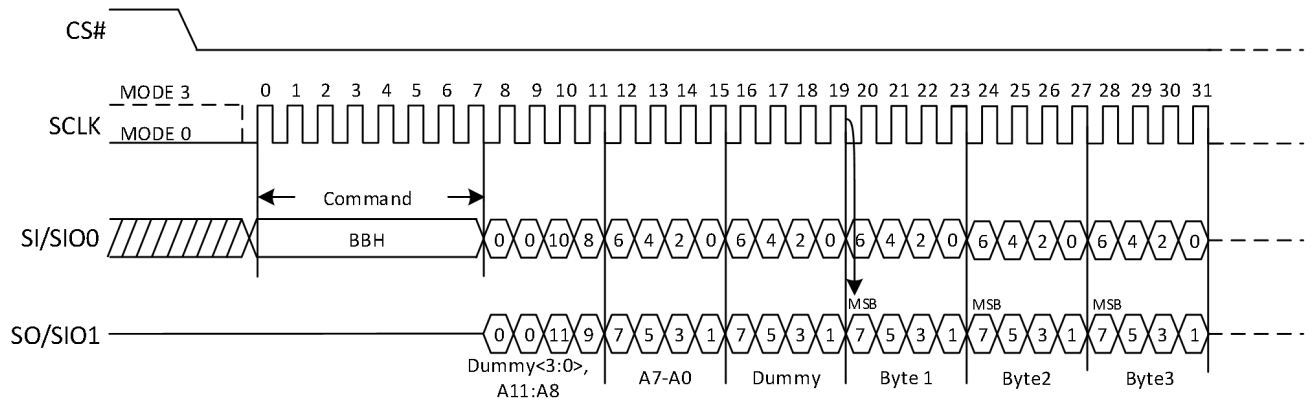 CS#
0 1 2 3 4 5 6 7 8 9 10 11 12 13 14 15 16 17 18 19 20 21 22 23 24 25 26 27 28 29 30 31
MODE 3
SCLK
MODE 0
Command
SI/SIO0
BBH
0 0 10 8 6 4 2 0 6 4 2 0 6 4 2 0 6 4 2 0 6 4 2 0
MSB MSB MSB
SO/SIO1
0 0 11 9 7 5 3 1 7 5 3 1 7 5 3 1 7 5 3 1 7 5 3 1
Dummy<3:0>,
A11:A8
A7-A0
Dummy
Byte 1
Byte2
Byte3